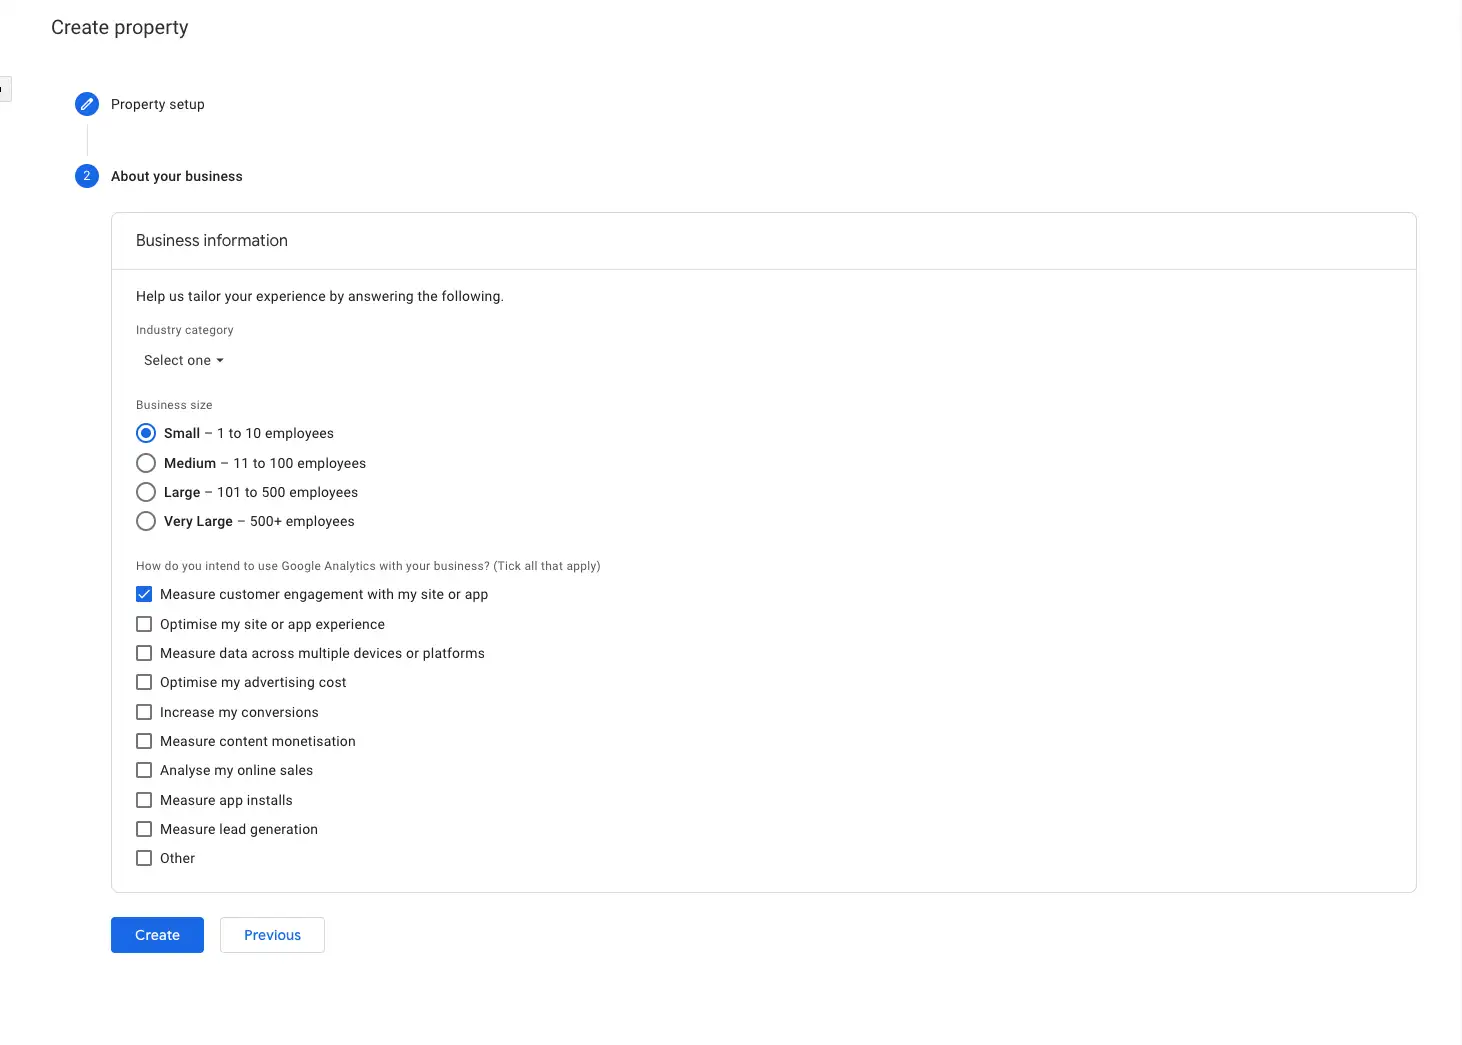 Create property
Property setup
2 About your business
Business information
Help us tailor your experience by answering the following.
Industry category
Select one
Business size
Small – 1 to 10 employees
Medium – 11 to 100 employees
Large – 101 to 500 employees
Very Large – 500+ employees
How do you intend to use Google Analytics with your business? (Tick all that apply)
Measure customer engagement with my site or app
Optimise my site or app experience
Measure data across multiple devices or platforms
Optimise my advertising cost
Increase my conversions
Measure content monetisation
Analyse my online sales
Measure app installs
Measure lead generation
Other
Create Previous